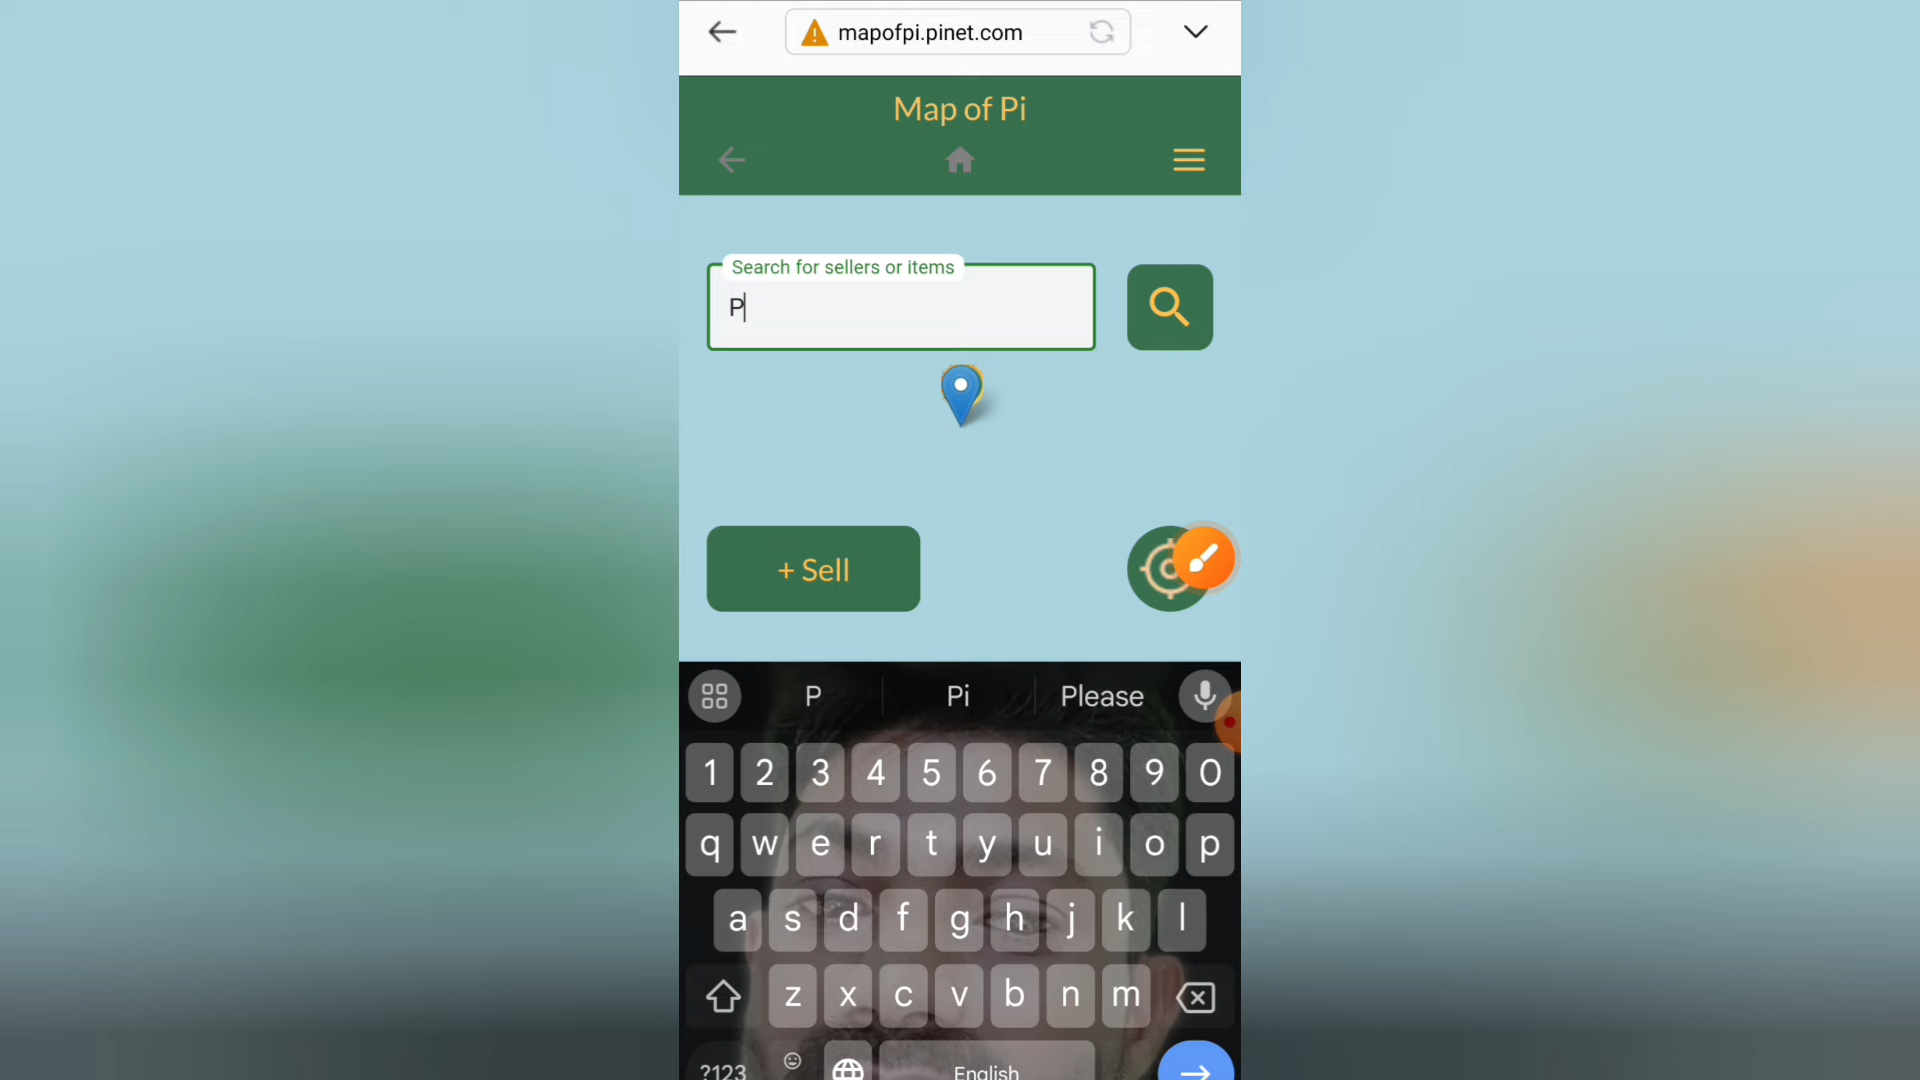 mapofpi.pinet.com
Map of Pi
Search for sellers or items
P
+ Sell
P Pi Please
1 2 3 4 5 6 7 8 9 0
q w e r t y u i o p
a s d f g h j k l
z x c v b n m
?123 English